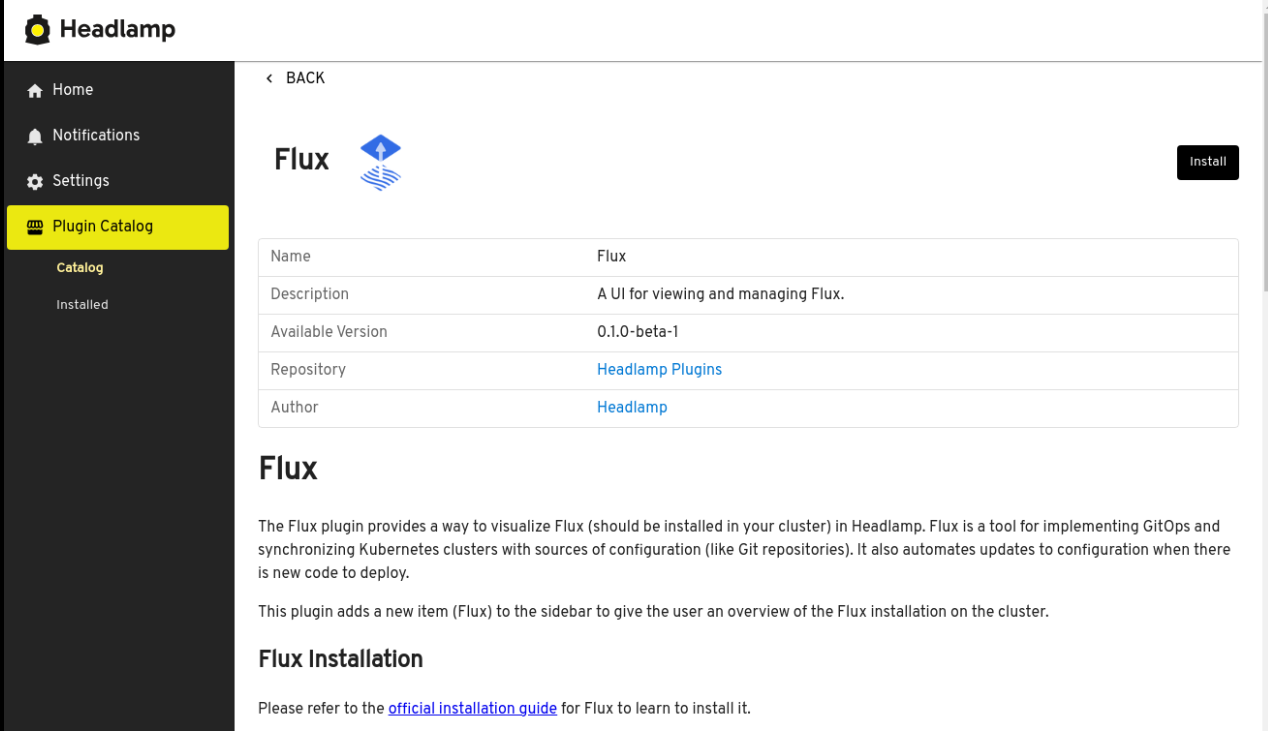 Headlamp
BACK
Home
Notifications
Settings
Plugin Catalog
Catalog
Installed
Flux
Install
Name Flux
Description A UI for viewing and managing Flux.
Available Version 0.1.0-beta-1
Repository Headlamp Plugins
Author Headlamp
Flux
The Flux plugin provides a way to visualize Flux (should be installed in your cluster) in Headlamp. Flux is a tool for implementing GitOps and
synchronizing Kubernetes clusters with sources of configuration (like Git repositories). It also automates updates to configuration when there
is new code to deploy.
This plugin adds a new item (Flux) to the sidebar to give the user an overview of the Flux installation on the cluster.
Flux Installation
Please refer to the official installation guide for Flux to learn to install it.